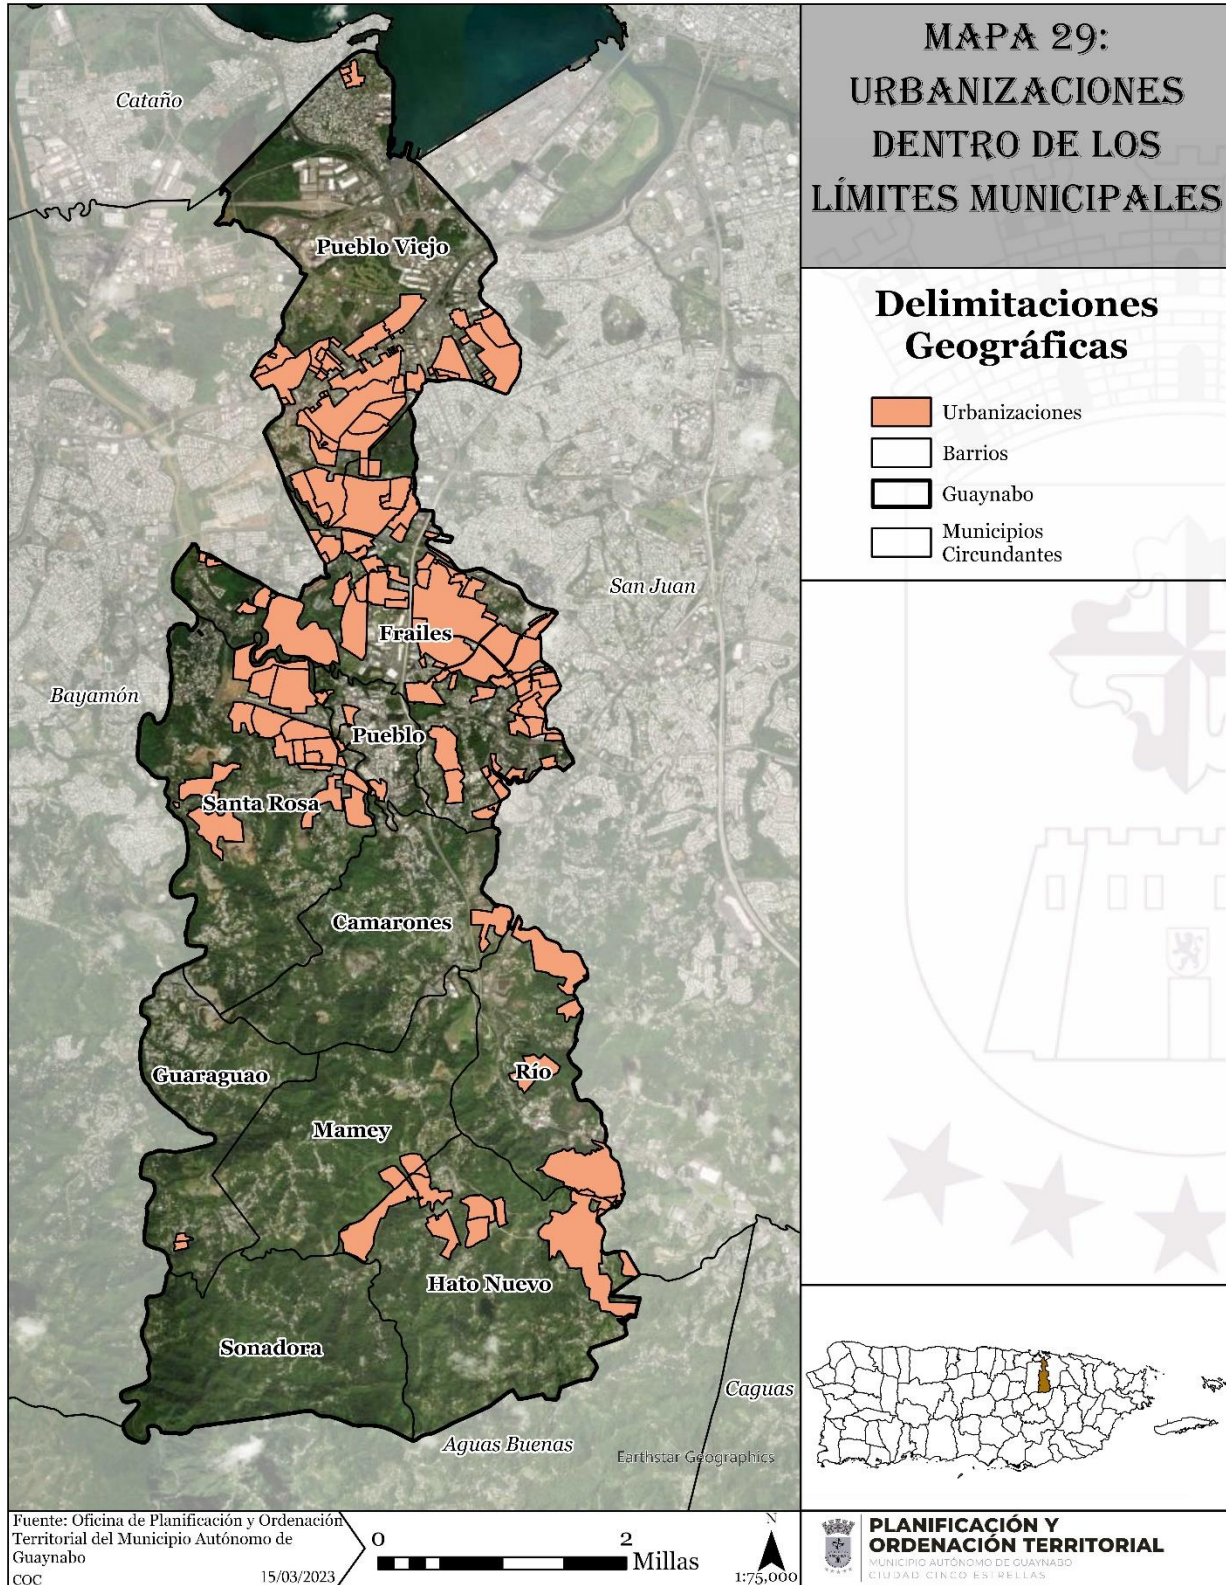 MAPA 29:
URBANIZACIONES
DENTRO DE LOS
LÍMITES MUNICIPALES
Delimitaciones
Geográficas
Urbanizaciones
Barrios
Guaynabo
Municipios
Circundantes
Cataño
Pueblo Viejo
San Juan
Frailes
Bayamón
Pueblo
Santa Rosa
Camarones
Guaraguao
Río
Mamey
Hato Nuevo
Sonadora
Caguas
Aguas Buenas
Earthstar Geographics
Fuente: Oficina de Planificación y Ordenación
Territorial del Municipio Autónomo de
Guaynabo
COC 15/03/2023
0 2
Millas
N
1:75,000
PLANIFICACIÓN Y
ORDENACIÓN TERRITORIAL
MUNICIPIO AUTÓNOMO DE GUAYNABO
CIUDAD CINCO ESTRELLAS